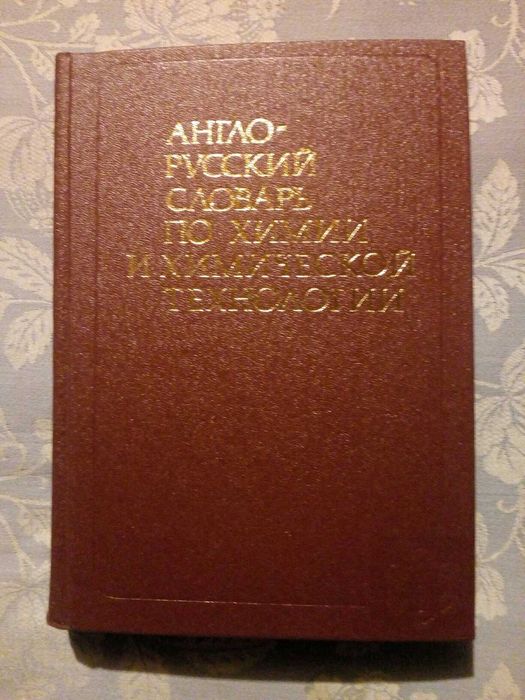 АНГЛО-
РУССКИЙ
СЛОВАРЬ
ПО ХИМИИ
И ХИМИЧЕСКОЙ
ТЕХНОЛОГИИ